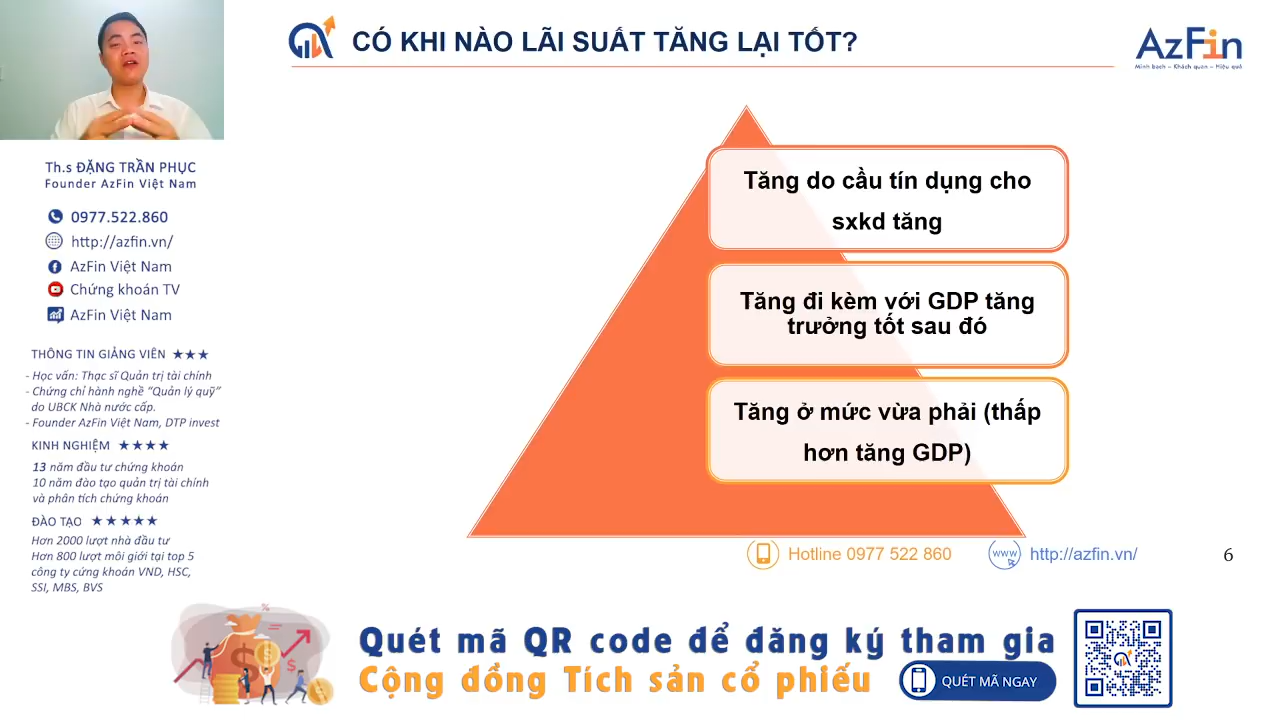 CÓ KHI NÀO LÃI SUẤT TĂNG LẠI TỐT?
AzFin
Minh bạch – Khách quan – Hiệu quả
Th.s ĐẶNG TRẦN PHỤC
Founder AzFin Việt Nam
0977.522.860
http://azfin.vn/
AzFin Việt Nam
Chứng khoán TV
AzFin Việt Nam
THÔNG TIN GIẢNG VIÊN ★★★
- Học vấn: Thạc sĩ Quản trị tài chính
- Chứng chỉ hành nghề “Quản lý quỹ”
do UBCK Nhà nước cấp.
- Founder AzFin Việt Nam, DTP invest
KINH NGHIỆM ★★★★
13 năm đầu tư chứng khoán
10 năm đào tạo quản trị tài chính
và phân tích chứng khoán
ĐÀO TẠO ★★★★★
Hơn 2000 lượt nhà đầu tư
Hơn 800 lượt môi giới tại top 5
công ty cứng khoán VND, HSC,
SSI, MBS, BVS
Tăng do cầu tín dụng cho
sxkd tăng
Tăng đi kèm với GDP tăng
trưởng tốt sau đó
Tăng ở mức vừa phải (thấp
hơn tăng GDP)
Hotline 0977 522 860
www
http://azfin.vn/
6
Quét mã QR code để đăng ký tham gia
Cộng đồng Tích sản cổ phiếu
QUÉT MÃ NGAY